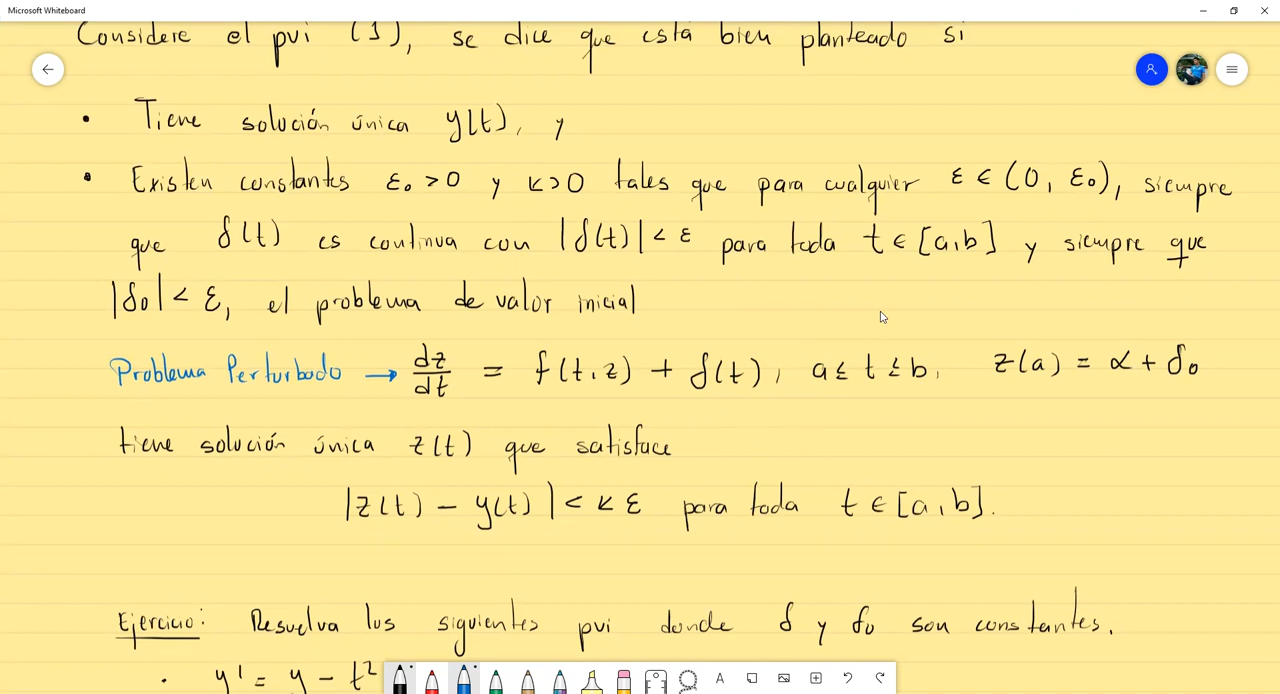 Microsoft Whiteboard
Considere el pvi (1), se dice que está bien planteado si
• Tiene solución única y(t), y
• Existen constantes ε₀ > 0 y k > 0 tales que para cualquier ε ∈ (0, ε₀), siempre
que δ(t) es continua con |δ(t)| < ε para toda t ∈ [a,b] y siempre que
|δ₀| < ε, el problema de valor inicial
Problema Perturbado → dz/dt = f(t,z) + δ(t), a ≤ t ≤ b, z(a) = α + δ₀
tiene solución única z(t) que satisface
|z(t) - y(t)| < k ε para toda t ∈ [a,b].
Ejercicio: Resuelva los siguientes pvi donde δ y δ₀ son constantes.
• y' = y - t²
A